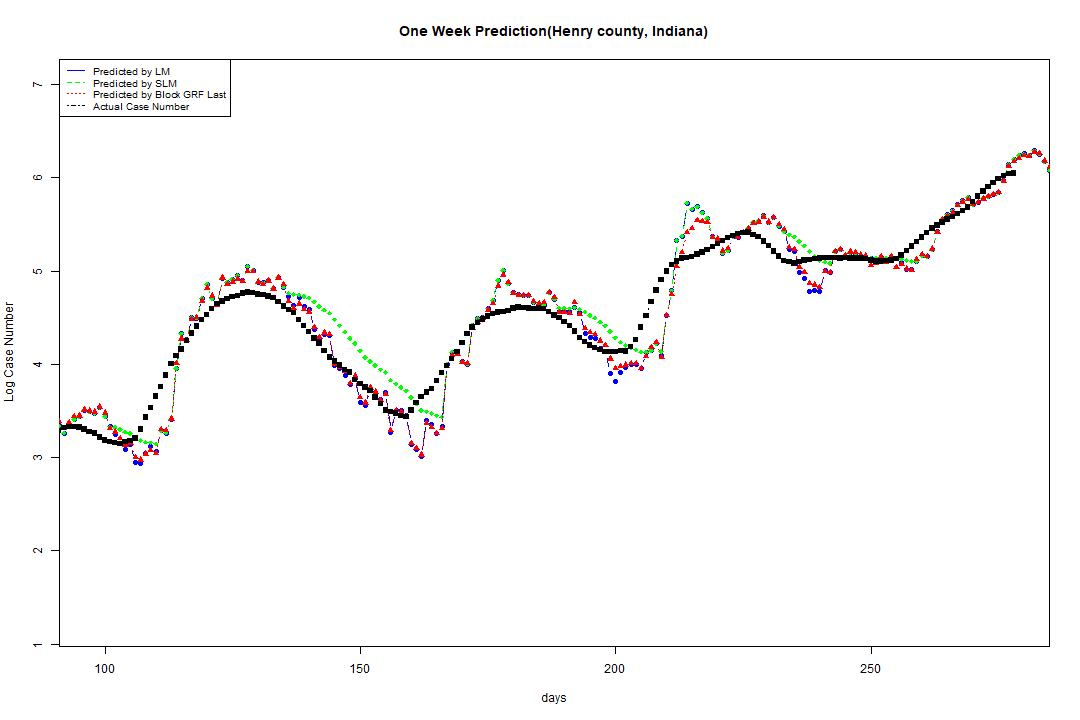 One Week Prediction(Henry county, Indiana)
Predicted by LM
Predicted by SLM
Predicted by Block GRF Last
Actual Case Number
7
6
5
4
3
2
1
Log Case Number
100 150 200 250
days